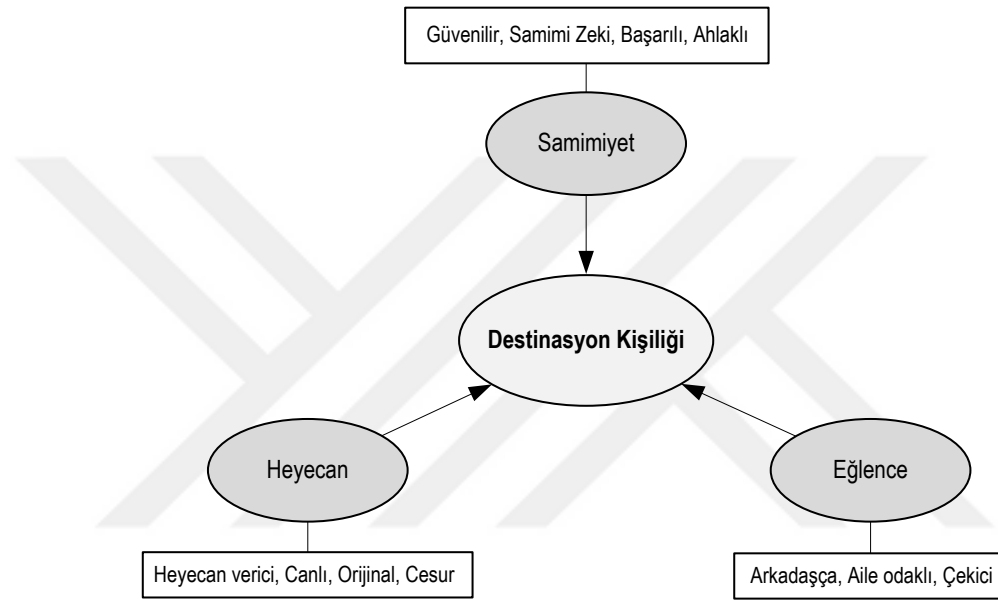 Güvenilir, Samimi Zeki, Başarılı, Ahlaklı
Samimiyet
Destinasyon Kişiliği
Heyecan
Eğlence
Heyecan verici, Canlı, Orijinal, Cesur
Arkadaşça, Aile odaklı, Çekici